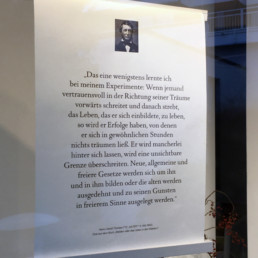 „Das eine wenigstens lernte ich
bei meinem Experimente: Wenn jemand
vertrauensvoll in der Richtung seiner Träume
vorwärts schreitet und danach strebt,
das Leben, das er sich einbildete, zu leben,
so wird er Erfolge haben, von denen
er sich in gewöhnlichen Stunden
nichts träumen ließ. Er wird mancherlei
hinter sich lassen, wird eine unsichtbare
Grenze überschreiten. Neue, allgemeine und
freiere Gesetze werden sich um ihn
und in ihm bilden oder die alten werden
ausgedehnt und zu seinen Gunsten
in freierem Sinne ausgelegt werden.“